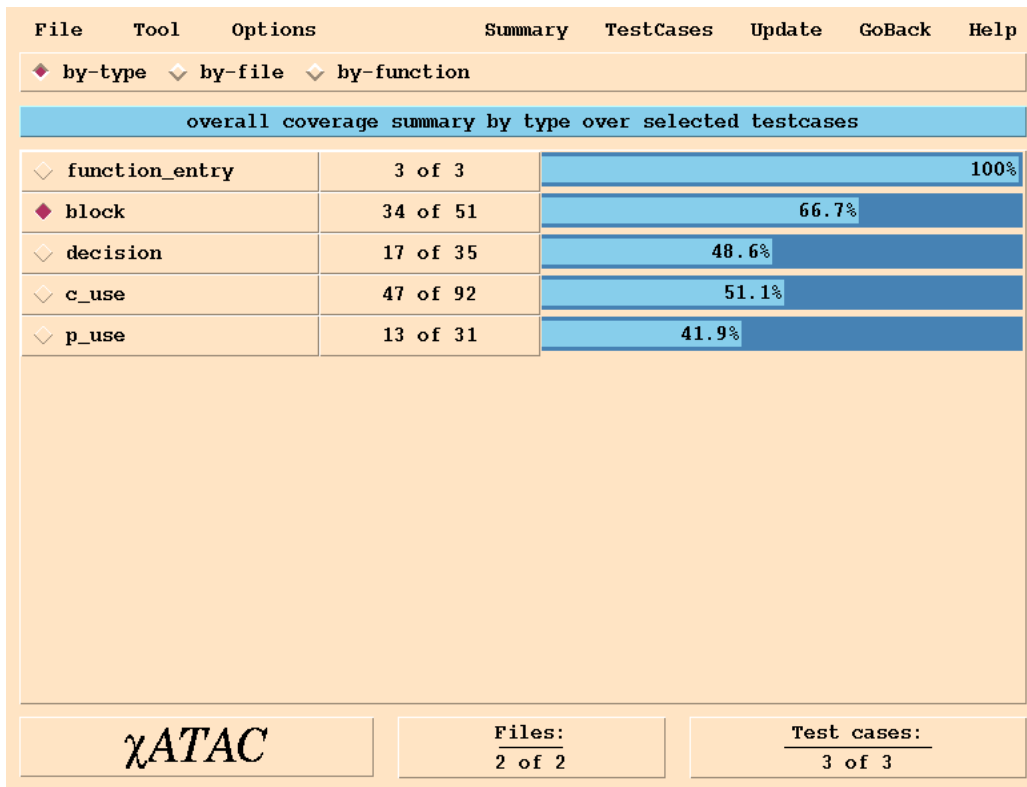 File Tool Options Summary TestCases Update GoBack Help
by-type by-file by-function
overall coverage summary by type over selected testcases
function_entry 3 of 3 100%
block 34 of 51 66.7%
decision 17 of 35 48.6%
c_use 47 of 92 51.1%
p_use 13 of 31 41.9%
χATAC
Files:
2 of 2
Test cases:
3 of 3